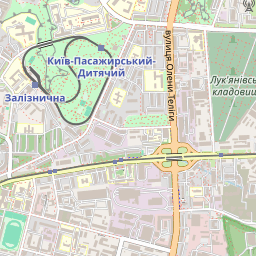 Київ-Пасажирський-
Дитячий
Залізнична
вулиця Олени Теліги
Лук'янівсь
кладовищ